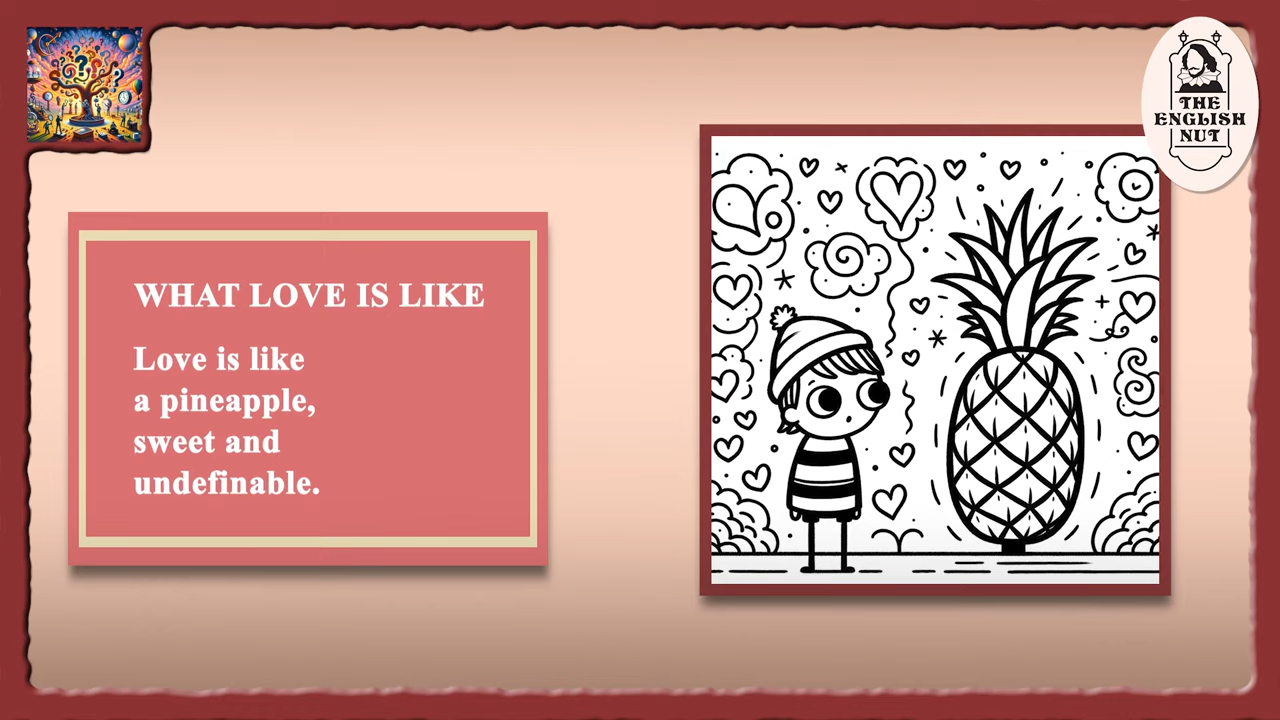 THE
ENGLISH
NUT
WHAT LOVE IS LIKE
Love is like
a pineapple,
sweet and
undefinable.